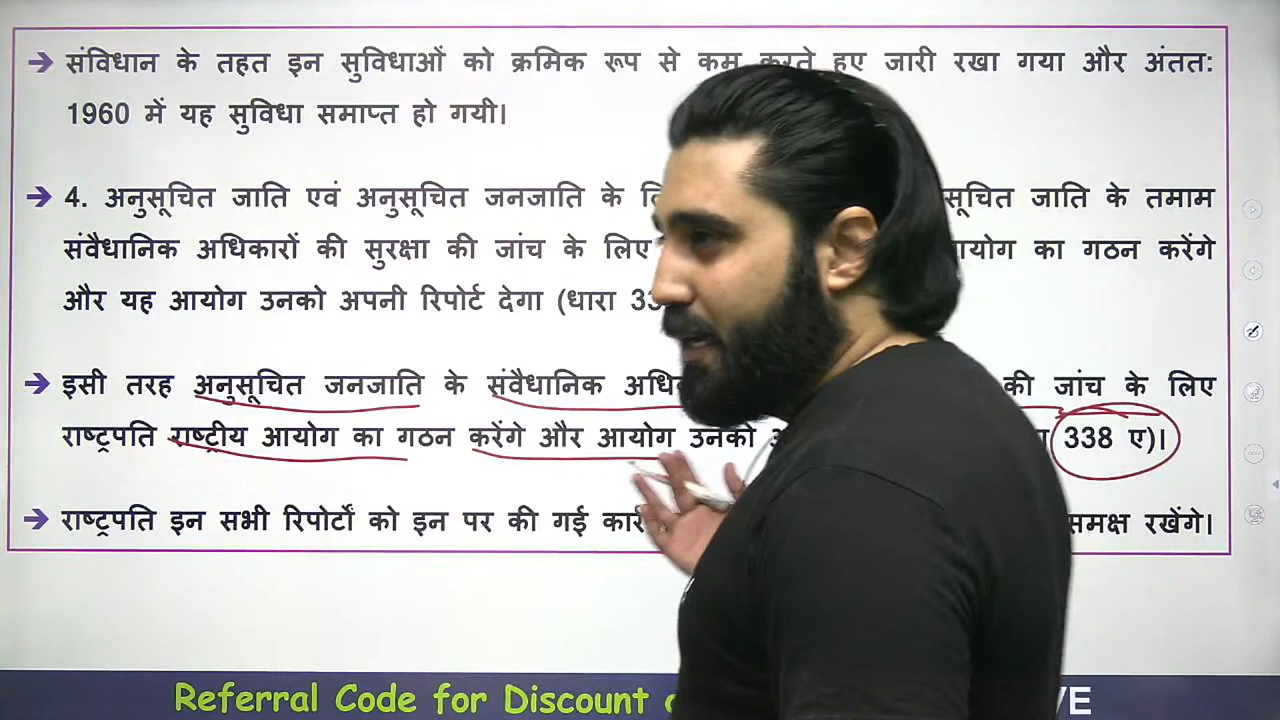 → संविधान के तहत इन सुविधाओं को क्रमिक रूप से कम करते हुए जारी रखा गया और अंतत:
1960 में यह सुविधा समाप्त हो गयी।
→ 4. अनुसूचित जाति एवं अनुसूचित जनजाति के जाति के तमाम
संवैधानिक अधिकारों की सुरक्षा की जांच के लिए का गठन करेंगे
और यह आयोग उनको अपनी रिपोर्ट देगा (धारा
→ इसी तरह अनुसूचित जनजाति के संवैधानिक की जांच के लिए
राष्ट्रपति राष्ट्रीय आयोग का गठन करेंगे और आयोग उनको 338 ए)।
→ राष्ट्रपति इन सभी रिपोर्टों को इन पर की गई समक्ष रखेंगे।
Referral Code for Discount